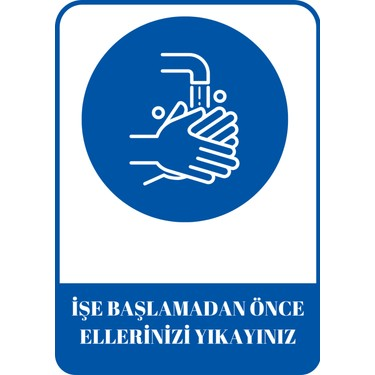 İŞE BAŞLAMADAN ÖNCE
ELLERİNİZİ YIKAYINIZ